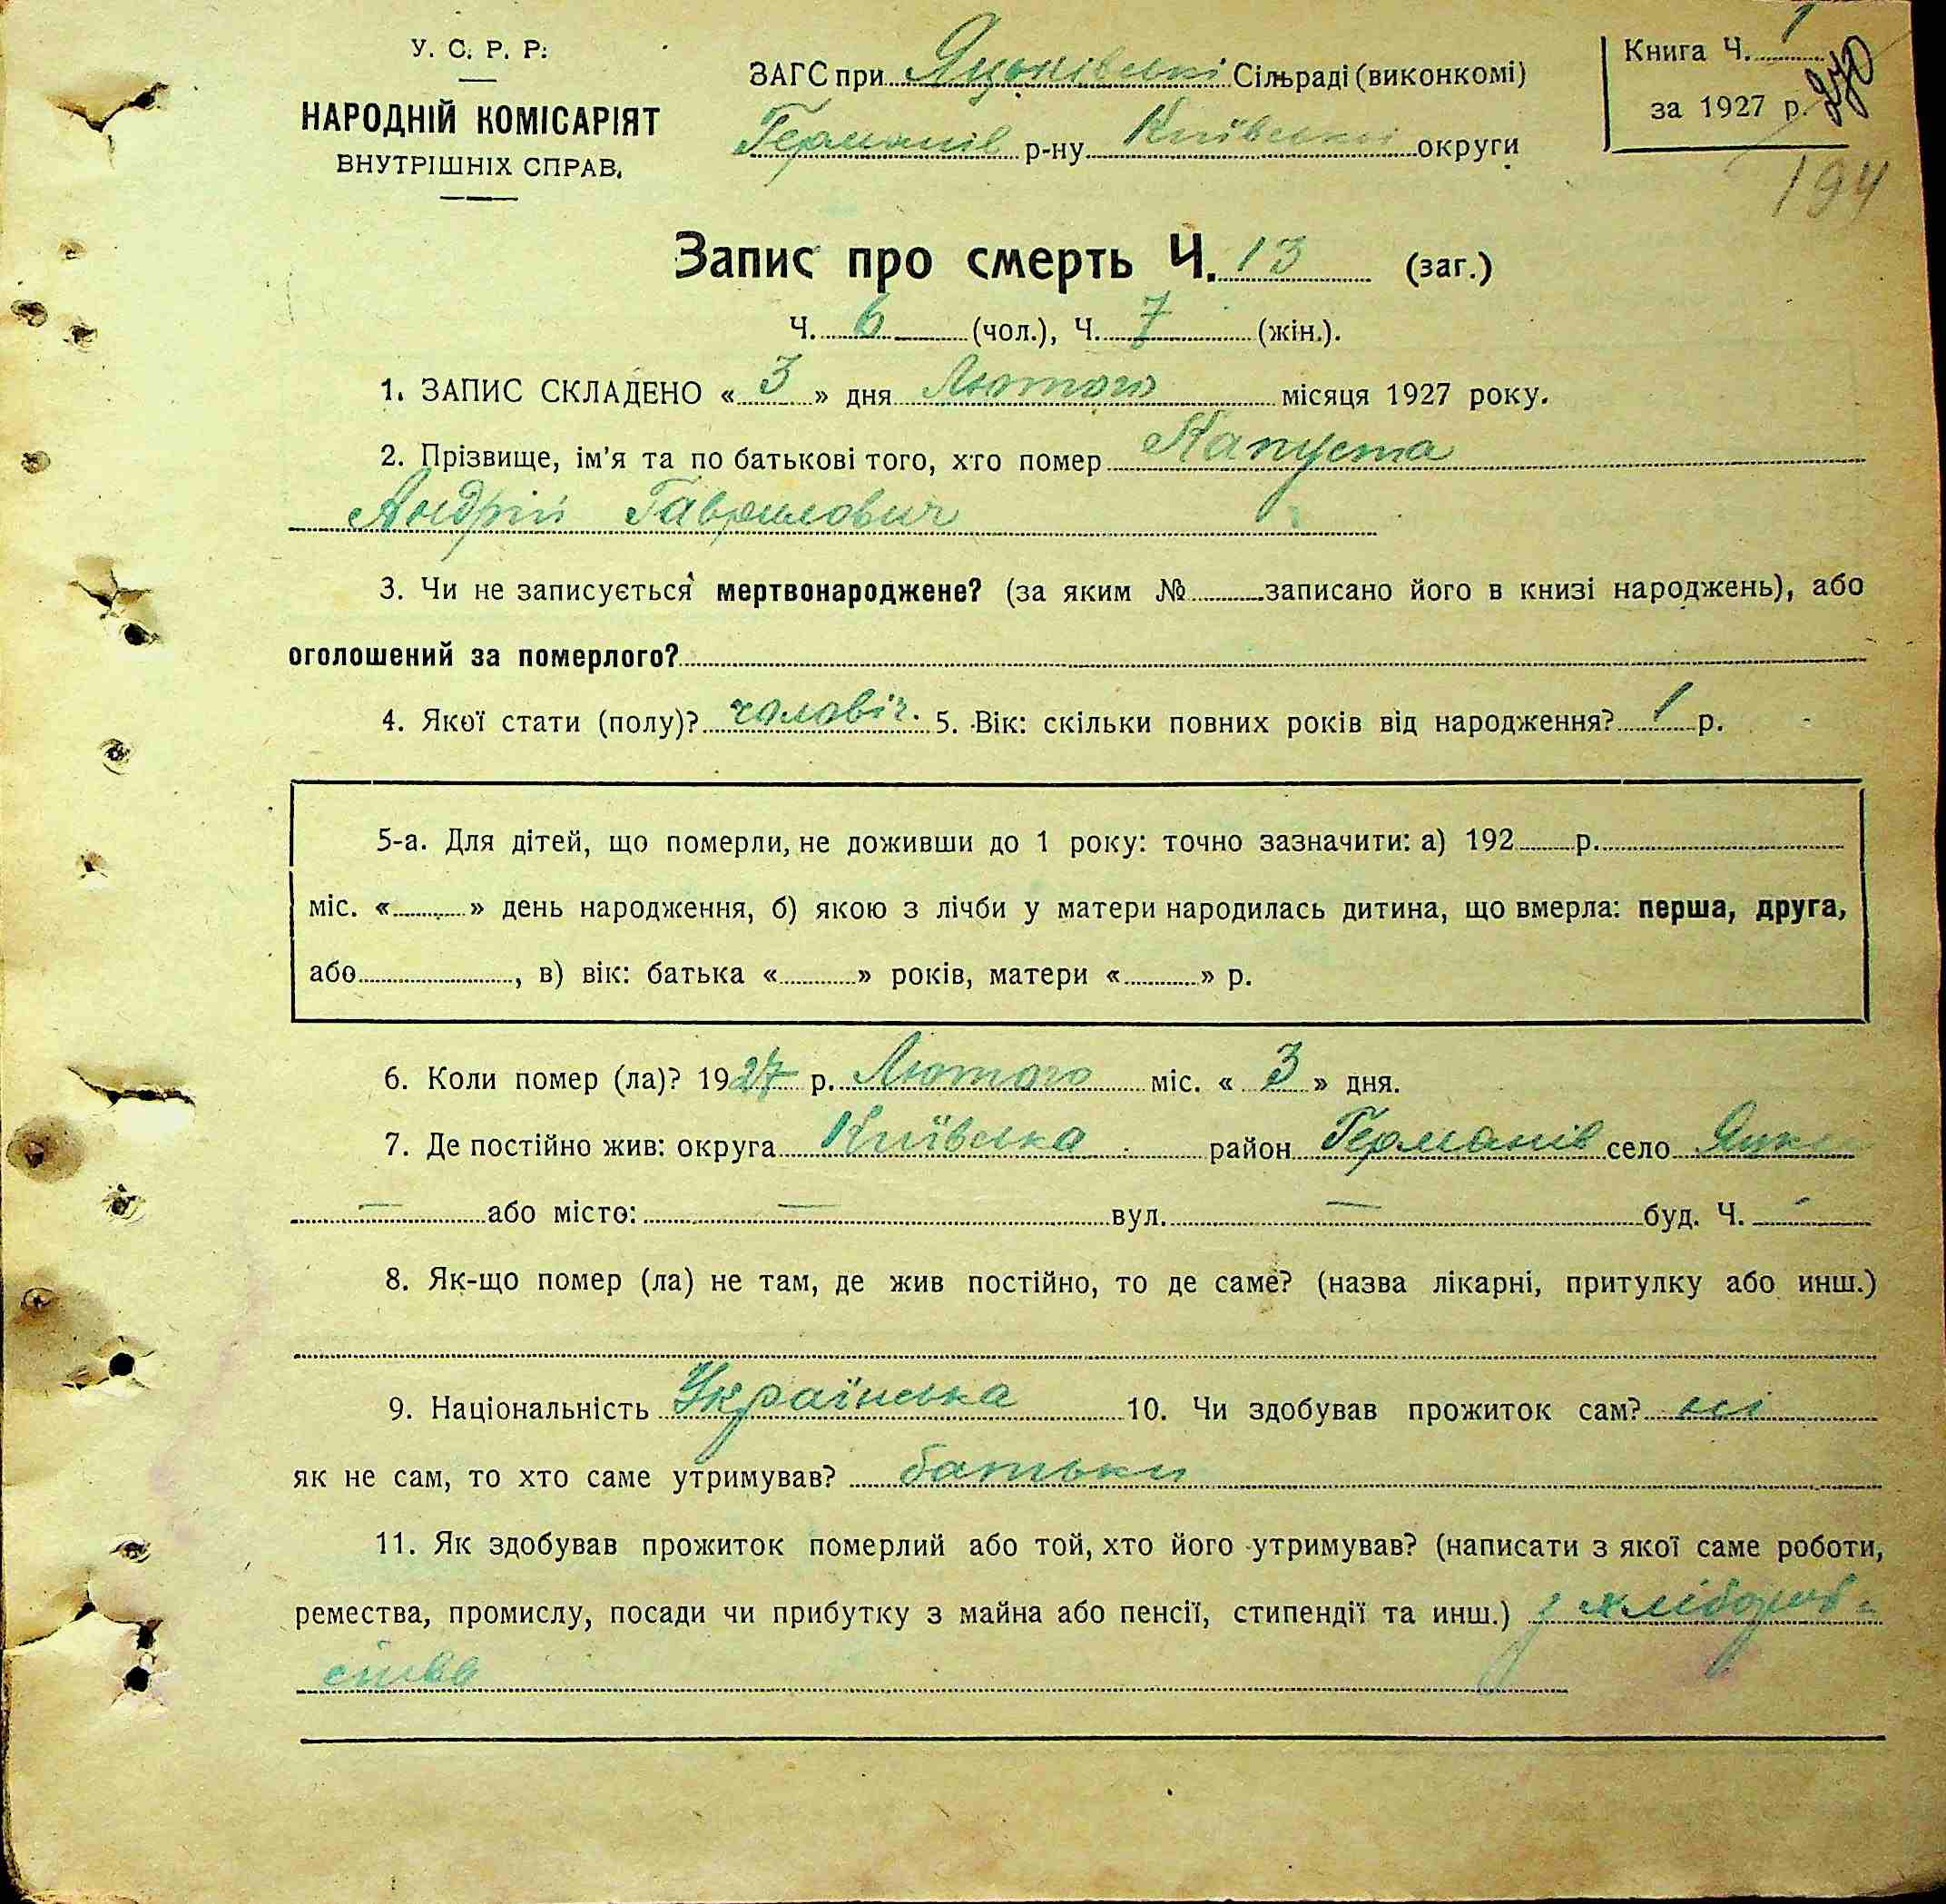 У. С. Р. Р.
НАРОДНІЙ КОМІСАРІЯТ
ВНУТРІШНІХ СПРАВ.
ЗАГС при Яцьківські Сільраді (виконкомі)
Германів р-ну Київські округи
Книга Ч. 1
за 1927 р. 270
194
Запис про смерть Ч. 13 (заг.)
Ч. 6 (чол.), Ч. 7 (жін.).
1. ЗАПИС СКЛАДЕНО « 3 » дня Лютого місяця 1927 року.
2. Прізвище, ім'я та по батькові того, хто помер Капуста
Андрій Гаврилович
3. Чи не записується мертвонароджене? (за яким № записано його в книзі народжень), або
оголошений за померлого?
4. Якої стати (полу)? чоловіч. 5. Вік: скільки повних років від народження? 1 р.
5-а. Для дітей, що померли, не доживши до 1 року: точно зазначити: а) 192 р.
міс. « » день народження, б) якою з лічби у матери народилась дитина, що вмерла: перша, друга,
або , в) вік: батька « » років, матери « » р.
6. Коли помер (ла)? 1927 р. Лютого міс. « 3 » дня.
7. Де постійно жив: округа Київська район Германів село
— або місто: — вул. — буд. Ч. —
8. Як-що помер (ла) не там, де жив постійно, то де саме? (назва лікарні, притулку або инш.)
9. Національність Українська 10. Чи здобував прожиток сам? ні
як не сам, то хто саме утримував? батьки
11. Як здобував прожиток померлий або той, хто його утримував? (написати з якої саме роботи,
ремества, промислу, посади чи прибутку з майна або пенсії, стипендії та инш.) з хлібороб-
ства